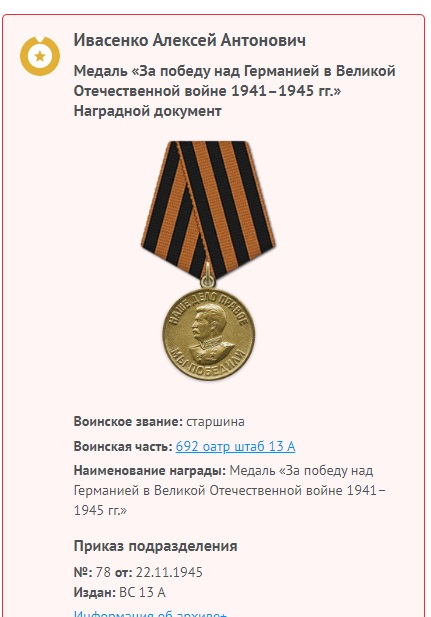 Ивасенко Алексей Антонович
Медаль «За победу над Германией в Великой
Отечественной войне 1941–1945 гг.»
Наградной документ
НАШЕ ДЕЛО ПРАВОЕ
МЫ ПОБЕДИЛИ
Воинское звание: старшина
Воинская часть: 692 оатр штаб 13 А
Наименование награды: Медаль «За победу над
Германией в Великой Отечественной войне 1941–
1945 гг.»
Приказ подразделения
№: 78 от: 22.11.1945
Издан: ВС 13 А
Информация об архиве+